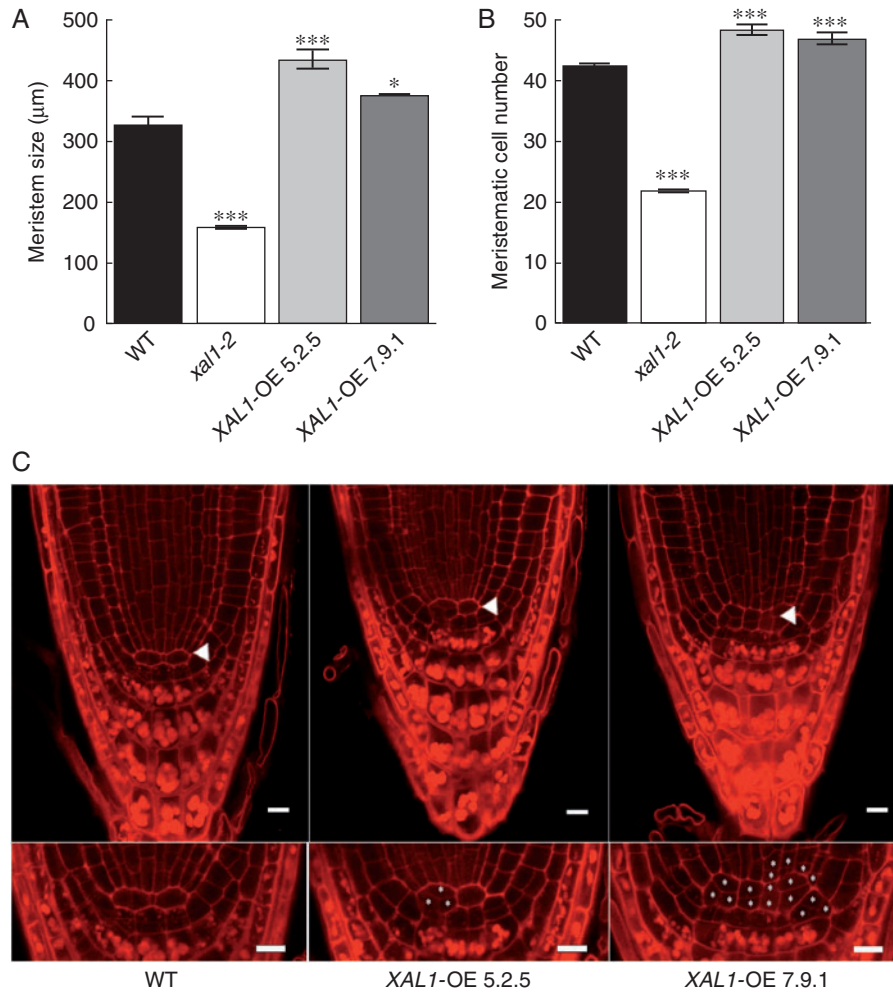 A
Meristem size (µm)
500
400
300
200
100
0
***
***
*
WT
xal1-2
XAL1-OE 5.2.5
XAL1-OE 7.9.1
B
Meristematic cell number
50
40
30
20
10
0
***
***
***
WT
xal1-2
XAL1-OE 5.2.5
XAL1-OE 7.9.1
C
WT
XAL1-OE 5.2.5
XAL1-OE 7.9.1